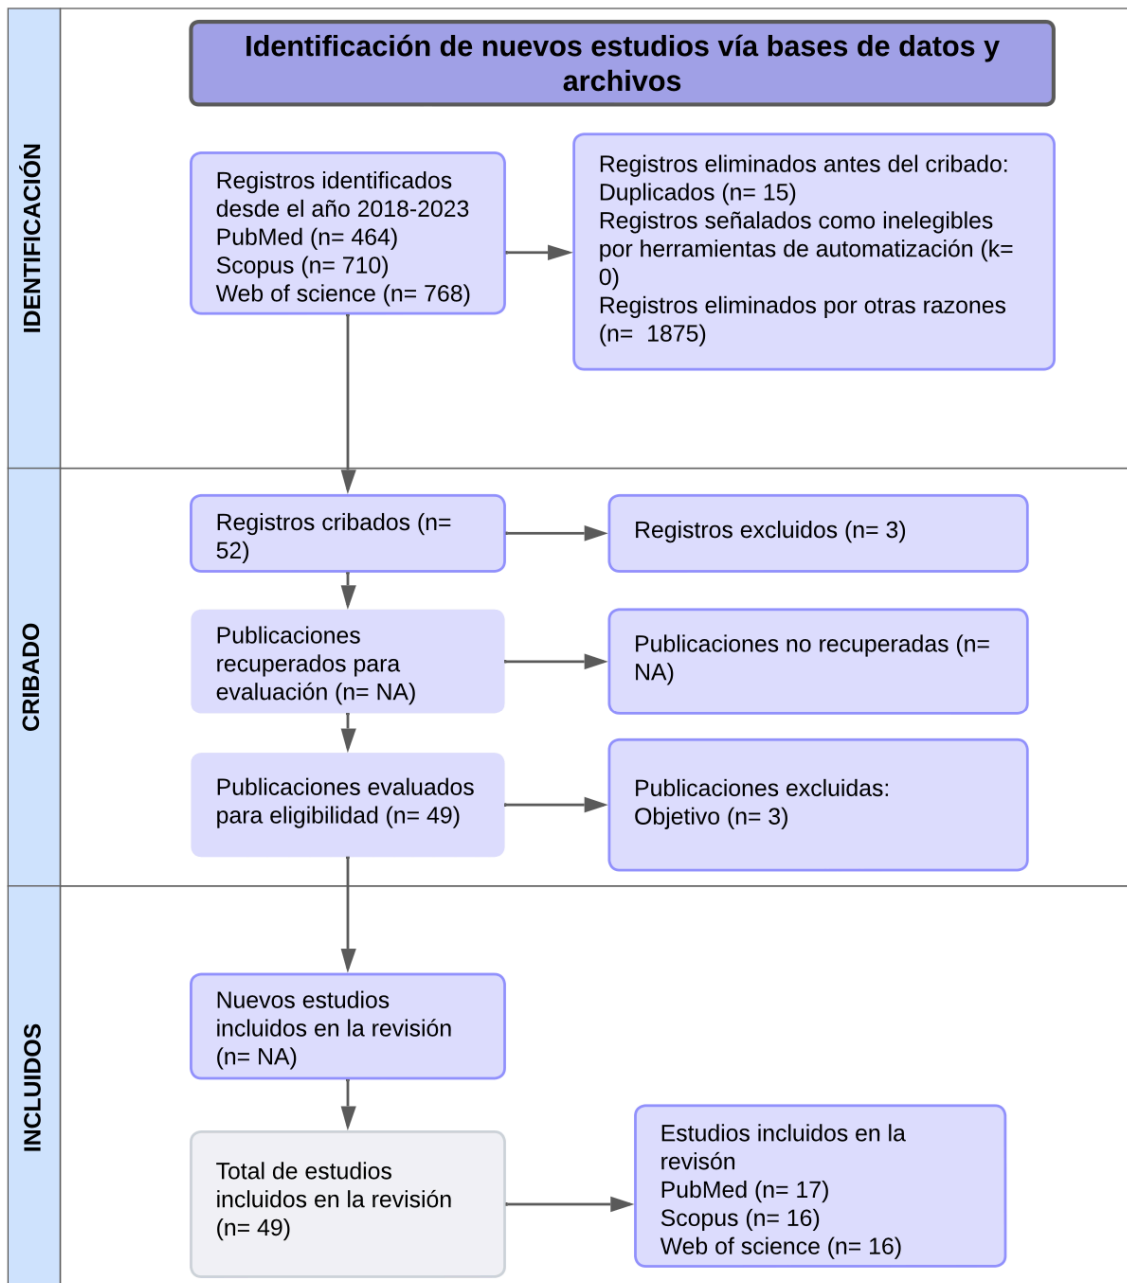 Identificación de nuevos estudios vía bases de datos y
archivos
IDENTIFICACIÓN
Registros identificados
desde el año 2018-2023
PubMed (n= 464)
Scopus (n= 710)
Web of science (n= 768)
Registros eliminados antes del cribado:
Duplicados (n= 15)
Registros señalados como inelegibles
por herramientas de automatización (k=
0)
Registros eliminados por otras razones
(n=  1875)
CRIBADO
Registros cribados (n=
52)
Registros excluidos (n= 3)
Publicaciones
recuperados para
evaluación (n= NA)
Publicaciones no recuperadas (n=
NA)
Publicaciones evaluados
para eligibilidad (n= 49)
Publicaciones excluidas:
Objetivo (n= 3)
INCLUIDOS
Nuevos estudios
incluidos en la revisión
(n= NA)
Total de estudios
incluidos en la revisión
(n= 49)
Estudios incluidos en la
revisón
PubMed (n= 17)
Scopus (n= 16)
Web of science (n= 16)